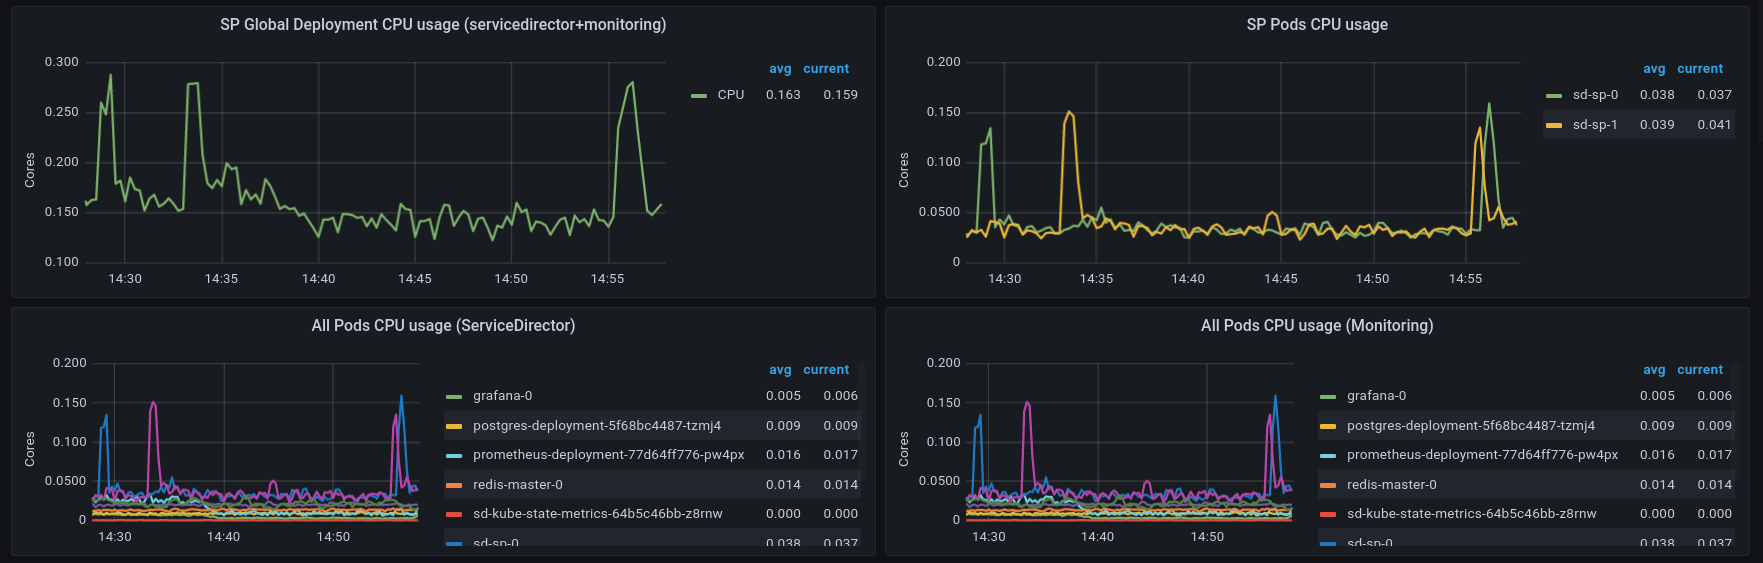 SP Global Deployment CPU usage (servicedirector+monitoring)
Cores
0.300
0.250
0.200
0.150
0.100
14:30 14:35 14:40 14:45 14:50 14:55
avg current
CPU 0.163 0.159
SP Pods CPU usage
Cores
0.200
0.150
0.100
0.0500
0
14:30 14:35 14:40 14:45 14:50 14:55
avg current
sd-sp-0 0.038 0.037
sd-sp-1 0.039 0.041
All Pods CPU usage (ServiceDirector)
Cores
0.200
0.150
0.100
0.0500
0
14:30 14:40 14:50
avg current
grafana-0 0.005 0.006
postgres-deployment-5f68bc4487-tzmj4 0.009 0.009
prometheus-deployment-77d64ff776-pw4px 0.016 0.017
redis-master-0 0.014 0.014
sd-kube-state-metrics-64b5c46bb-z8rnw 0.000 0.000
sd-sp-0 0.038 0.037
All Pods CPU usage (Monitoring)
Cores
0.200
0.150
0.100
0.0500
0
14:30 14:40 14:50
avg current
grafana-0 0.005 0.006
postgres-deployment-5f68bc4487-tzmj4 0.009 0.009
prometheus-deployment-77d64ff776-pw4px 0.016 0.017
redis-master-0 0.014 0.014
sd-kube-state-metrics-64b5c46bb-z8rnw 0.000 0.000
sd-sp-0 0.038 0.037